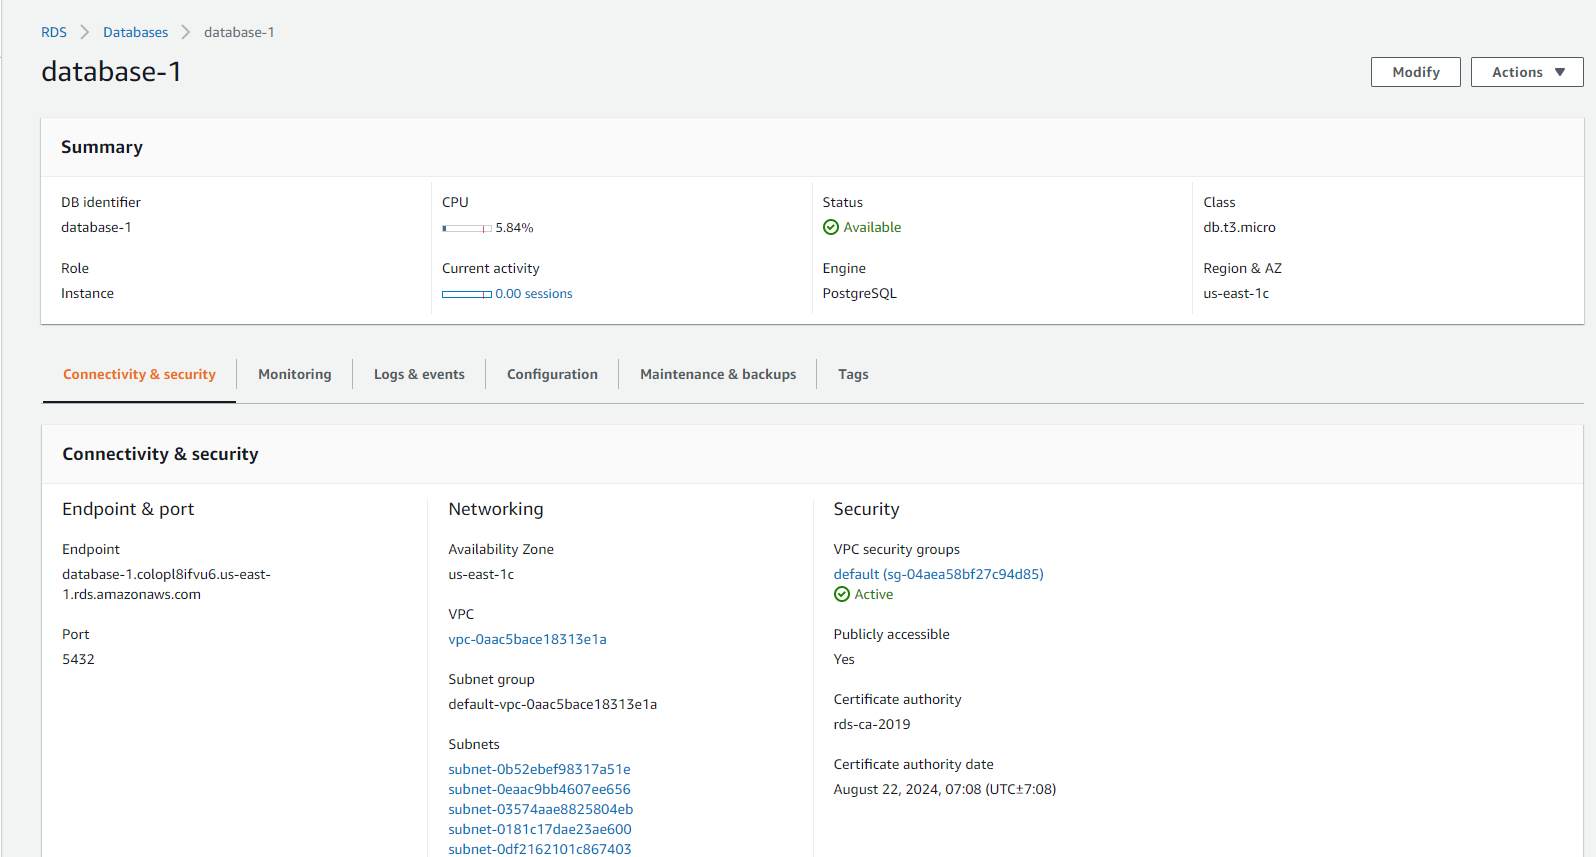 RDS > Databases > database-1
database-1
Modify
Actions
Summary
DB identifier
database-1
CPU
5.84%
Status
Available
Class
db.t3.micro
Role
Instance
Current activity
0.00 sessions
Engine
PostgreSQL
Region & AZ
us-east-1c
Connectivity & security
Monitoring
Logs & events
Configuration
Maintenance & backups
Tags
Connectivity & security
Endpoint & port
Endpoint
database-1.colopl8ifvu6.us-east-
1.rds.amazonaws.com
Port
5432
Networking
Availability Zone
us-east-1c
VPC
vpc-0aac5bace18313e1a
Subnet group
default-vpc-0aac5bace18313e1a
Subnets
subnet-0b52ebef98317a51e
subnet-0eaac9bb4607ee656
subnet-03574aae8825804eb
subnet-0181c17dae23ae600
subnet-0df2162101c867403
Security
VPC security groups
default (sg-04aea58bf27c94d85)
Active
Publicly accessible
Yes
Certificate authority
rds-ca-2019
Certificate authority date
August 22, 2024, 07:08 (UTC±7:08)